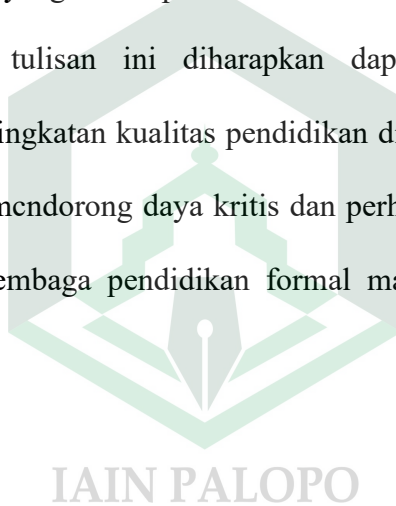 tulisan ini diharapkan dap
ingkatan kualitas pendidikan di
mcndorong daya kritis dan perh
embaga pendidikan formal ma
IAIN PALOPO